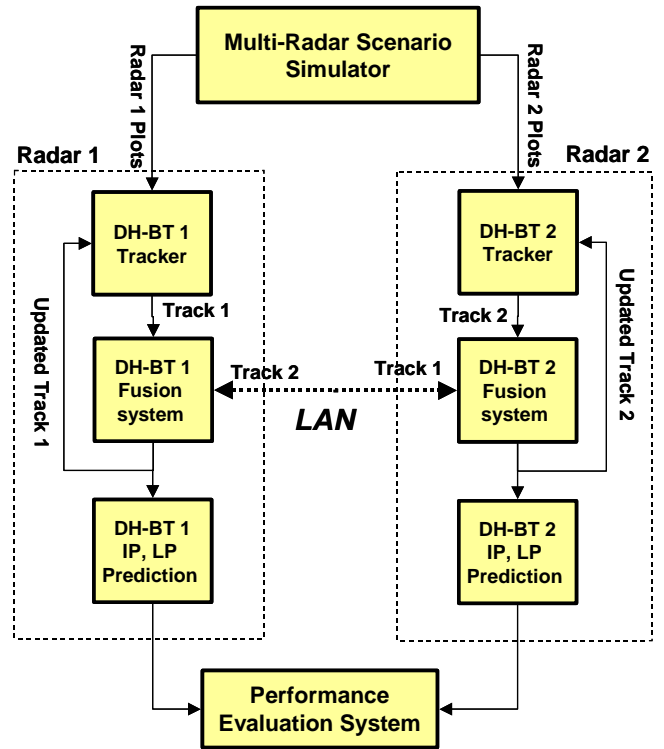 Multi-Radar Scenario
Simulator
Radar 1 Plots
Radar 2 Plots
Radar 1
Radar 2
DH-BT 1
Tracker
DH-BT 2
Tracker
Updated Track 1
Track 1
Track 2
Updated Track 2
DH-BT 1
Fusion
system
Track 2
Track 1
LAN
DH-BT 2
Fusion
system
DH-BT 1
IP, LP
Prediction
DH-BT 2
IP, LP
Prediction
Performance
Evaluation System